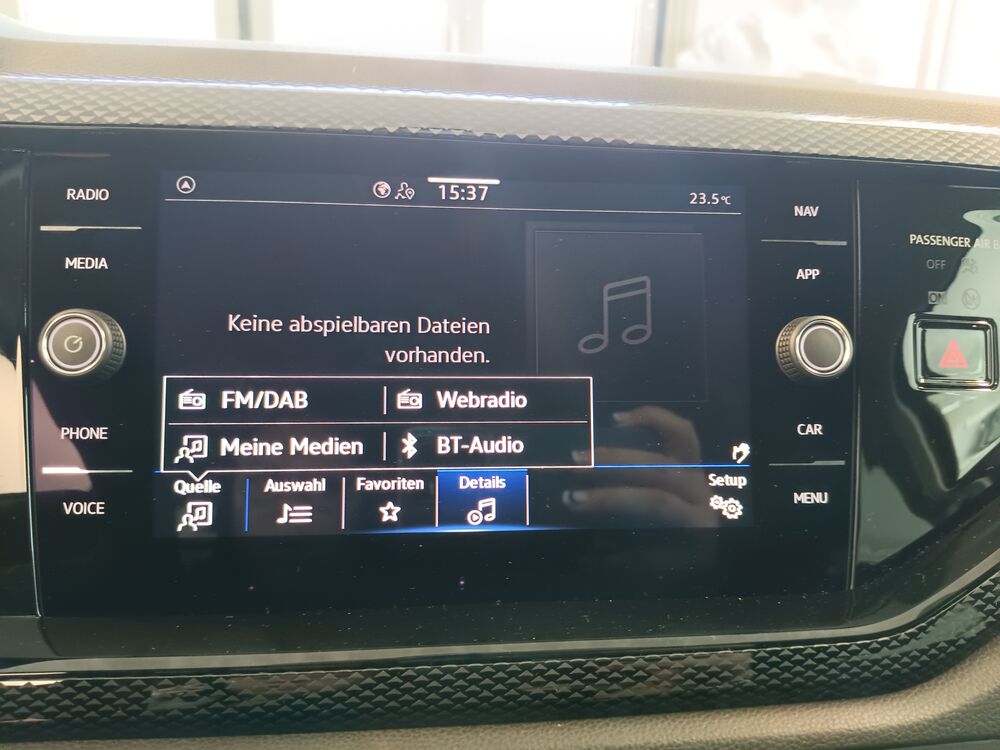 RADIO
MEDIA
PHONE
VOICE
15:37
23.5°C
Keine abspielbaren Dateien
vorhanden.
FM/DAB
Webradio
Meine Medien
BT-Audio
Quelle
Auswahl
Favoriten
Details
Setup
NAV
APP
CAR
MENU
PASSENGER AIR B
OFF
ON